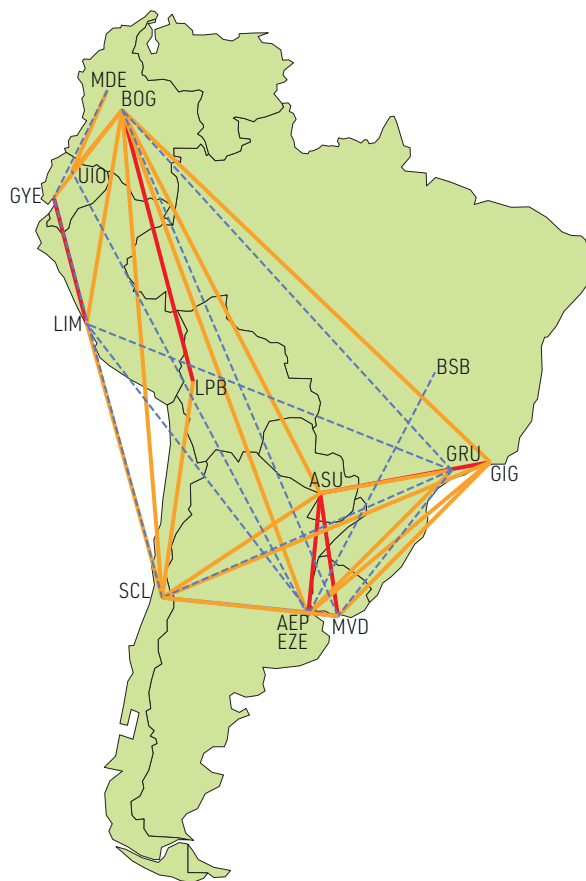 MDE
BOG
UIO
GYE
LIM
BSB
LPB
GRU
GIG
ASU
SCL
AEP
EZE
MVD